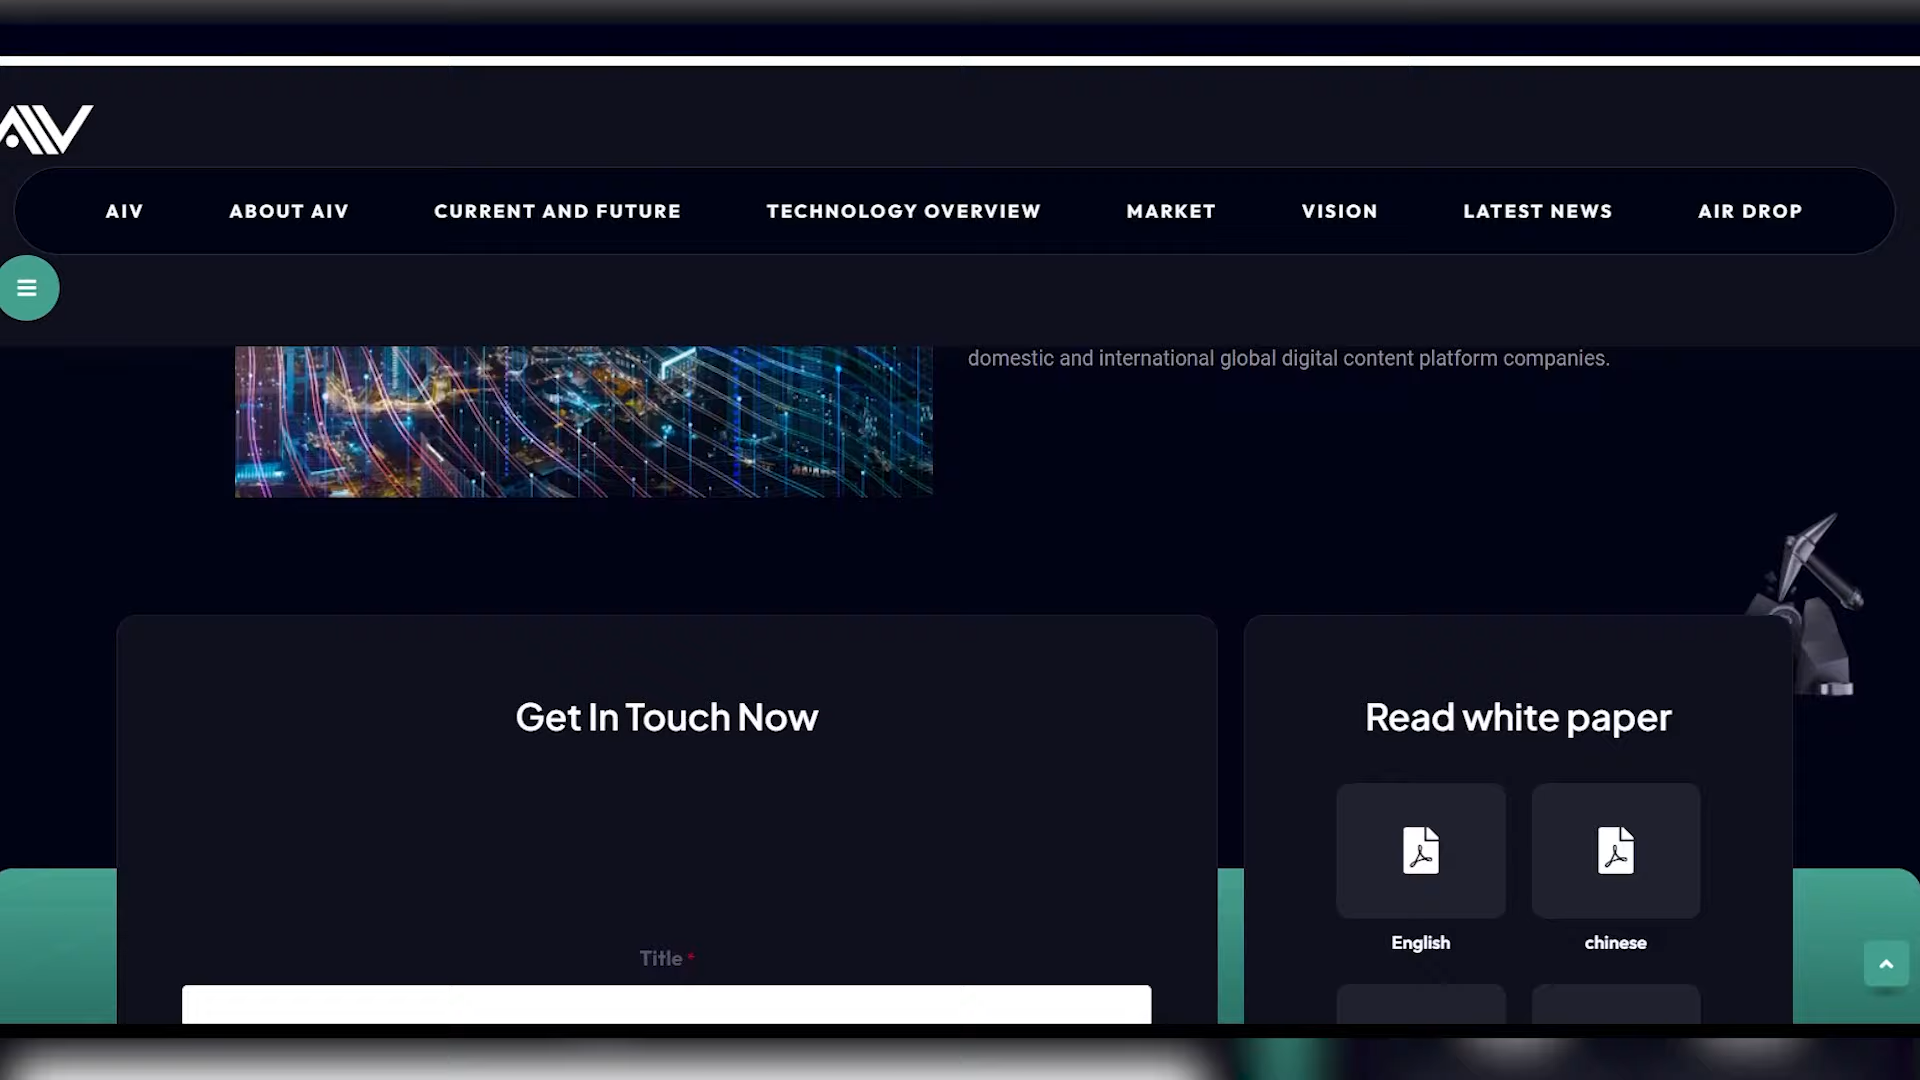 AIV
AIV
ABOUT AIV
CURRENT AND FUTURE
TECHNOLOGY OVERVIEW
MARKET
VISION
LATEST NEWS
AIR DROP
domestic and international global digital content platform companies.
Get In Touch Now
Read white paper
English
chinese
Title *